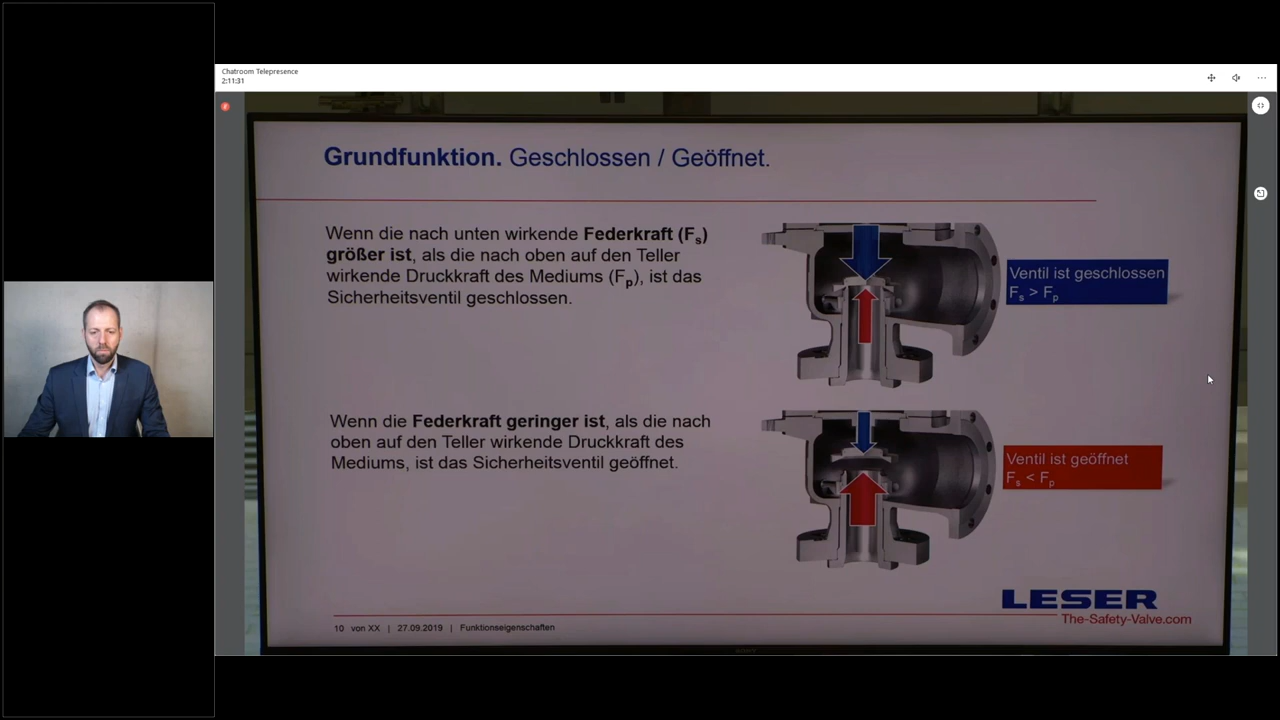 Chatroom Telepresence
2:11:31
Grundfunktion. Geschlossen / Geöffnet.
Wenn die nach unten wirkende Federkraft (Fs)
größer ist, als die nach oben auf den Teller
wirkende Druckkraft des Mediums (Fp), ist das
Sicherheitsventil geschlossen.
Ventil ist geschlossen
Fs > Fp
Wenn die Federkraft geringer ist, als die nach
oben auf den Teller wirkende Druckkraft des
Mediums, ist das Sicherheitsventil geöffnet.
Ventil ist geöffnet
Fs < Fp
LESER
The-Safety-Valve.com
10 von XX | 27.09.2019 | Funktionseigenschaften
SONY